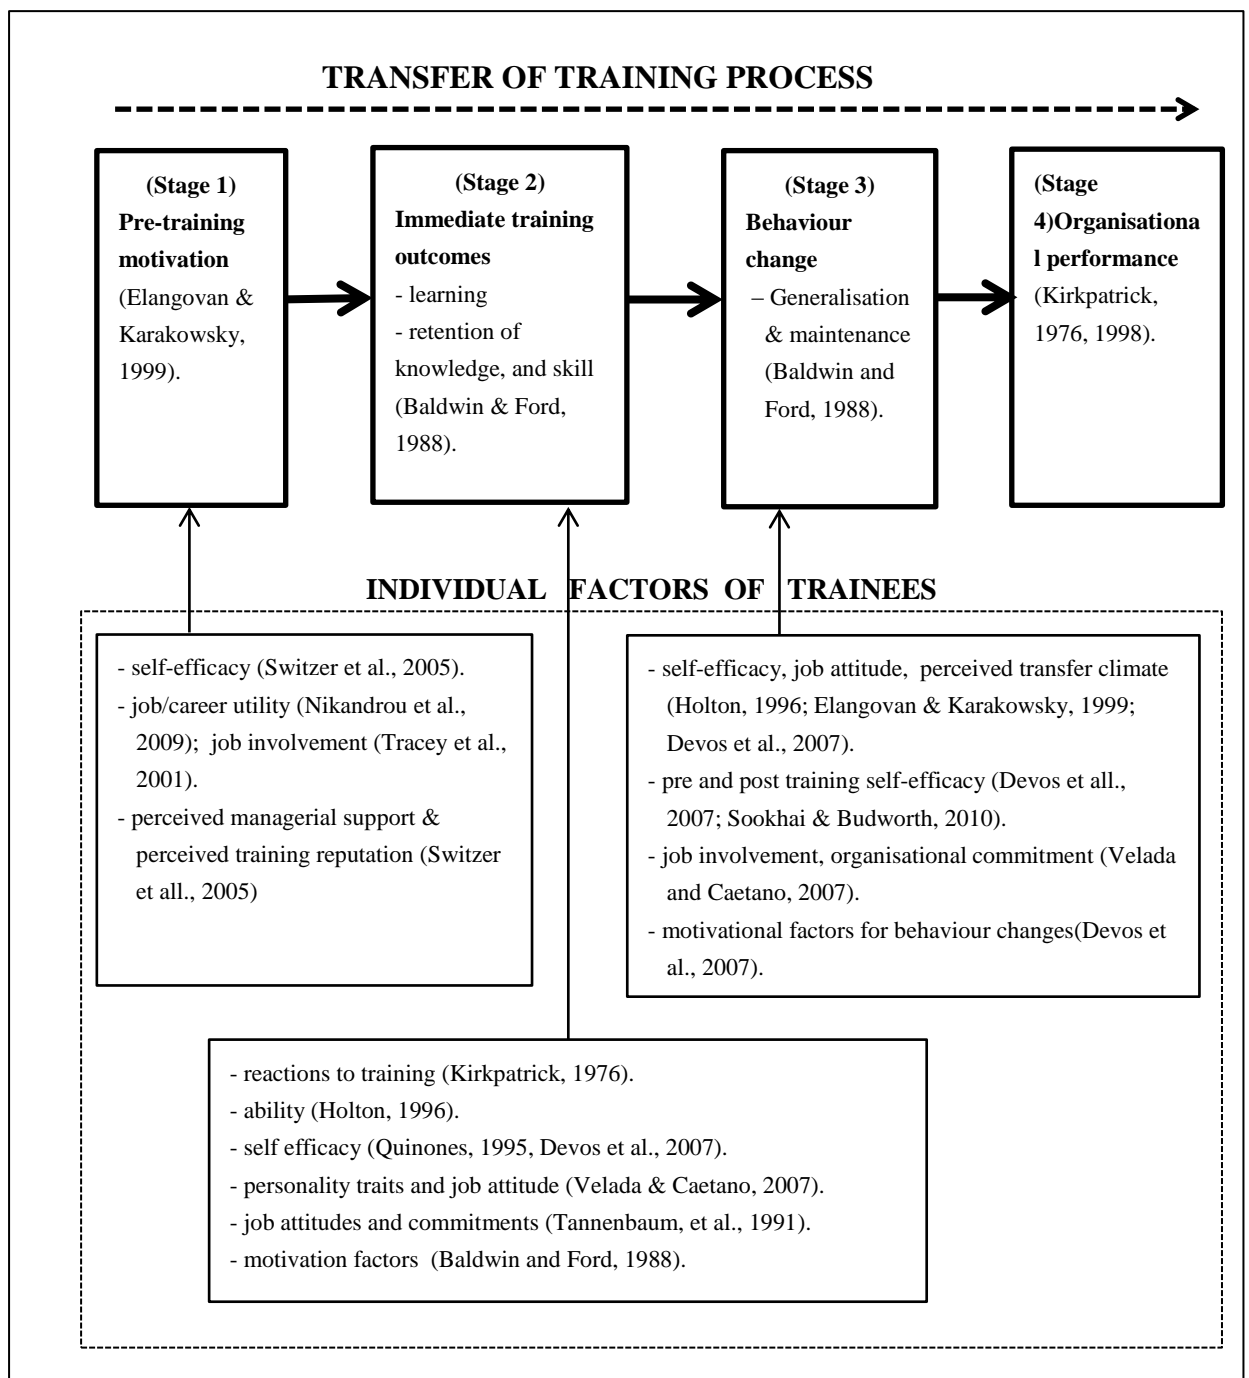 TRANSFER OF TRAINING PROCESS
(Stage 1)
Pre-training
motivation
(Elangovan &
Karakowsky,
1999).
(Stage 2)
Immediate training
outcomes
- learning
- retention of
knowledge, and skill
(Baldwin & Ford,
1988).
(Stage 3)
Behaviour
change
– Generalisation
& maintenance
(Baldwin and
Ford, 1988).
(Stage
4)Organisationa
l performance
(Kirkpatrick,
1976, 1998).
INDIVIDUAL FACTORS OF TRAINEES
- self-efficacy (Switzer et al., 2005).
- job/career utility (Nikandrou et al.,
2009); job involvement (Tracey et al.,
2001).
- perceived managerial support &
perceived training reputation (Switzer
et all., 2005)
- self-efficacy, job attitude, perceived transfer climate
(Holton, 1996; Elangovan & Karakowsky, 1999;
Devos et al., 2007).
- pre and post training self-efficacy (Devos et all.,
2007; Sookhai & Budworth, 2010).
- job involvement, organisational commitment (Velada
and Caetano, 2007).
- motivational factors for behaviour changes(Devos et
al., 2007).
- reactions to training (Kirkpatrick, 1976).
- ability (Holton, 1996).
- self efficacy (Quinones, 1995, Devos et al., 2007).
- personality traits and job attitude (Velada & Caetano, 2007).
- job attitudes and commitments (Tannenbaum, et al., 1991).
- motivation factors (Baldwin and Ford, 1988).